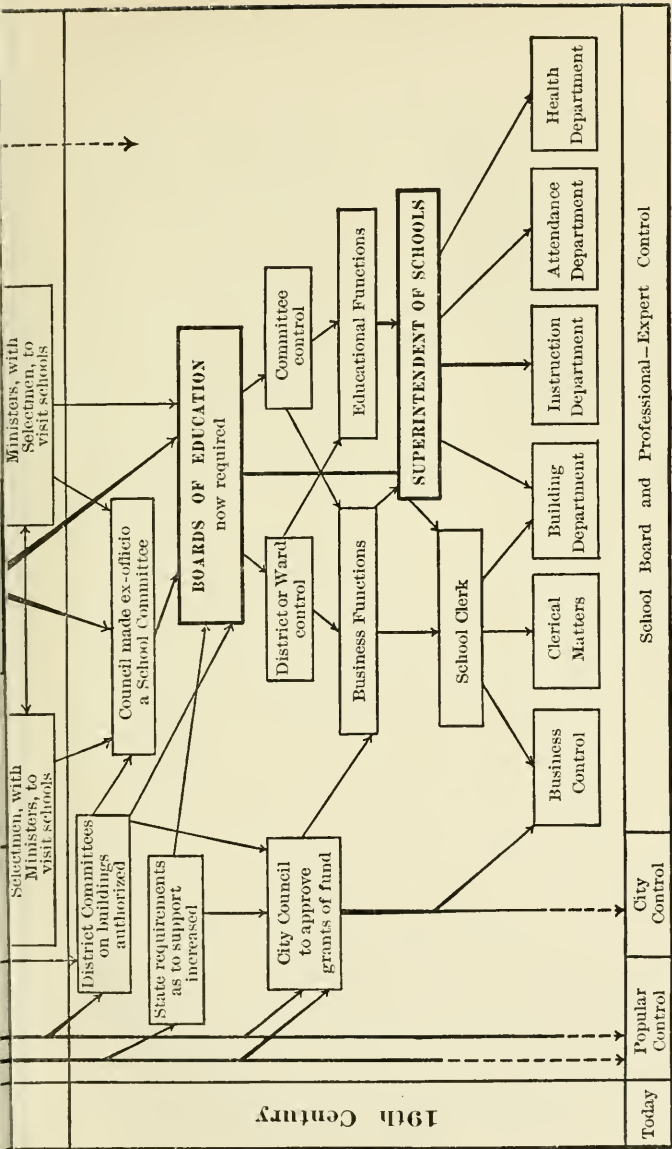 Selectmen, with
Ministers, to
visit schools
Ministers, with
Selectmen, to
visit schools
19th Century
District Committees
on buildings
authorized
Council made ex-officio
a School Committee
State requirements
as to support
increased
BOARDS OF EDUCATION
now required
City Council
to approve
grants of fund
District or Ward
control
Committee
control
Business Functions
Educational Functions
School Clerk
SUPERINTENDENT OF SCHOOLS
Business
Control
Clerical
Matters
Building
Department
Instruction
Department
Attendance
Department
Health
Department
Today
Popular
Control
City
Control
School Board and Professional–Expert Control